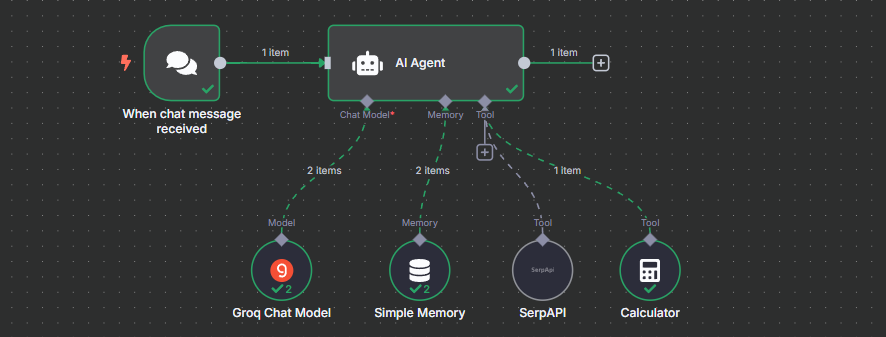 1 item
1 item
AI Agent
When chat message
received
Chat Model*
Memory
Tool
2 items
2 items
1 item
Model
Memory
Tool
Tool
2
2
SerpApi
Groq Chat Model
Simple Memory
SerpAPI
Calculator